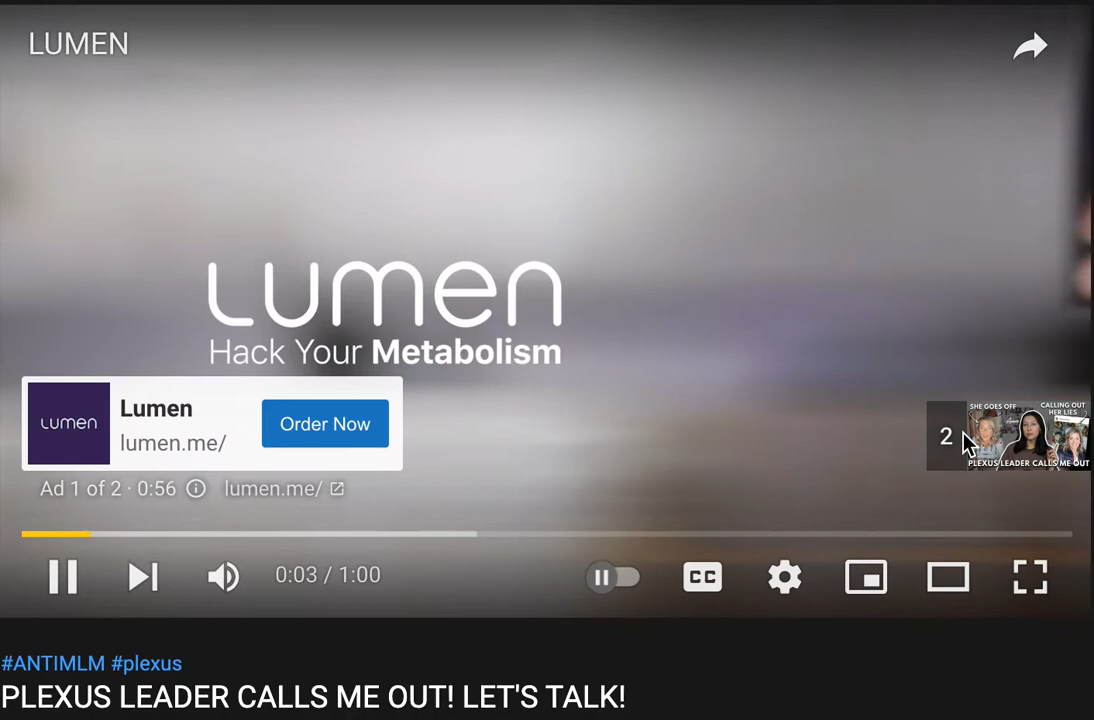 LUMEN
Lumen
Hack Your Metabolism
lumen
Lumen
lumen.me/
Order Now
2
SHE GOES OFF
CALLING OUT
HER LIES
PLEXUS LEADER CALLS ME OUT
Ad 1 of 2 · 0:56
lumen.me/
0:03 / 1:00
CC
#ANTIMLM #plexus
PLEXUS LEADER CALLS ME OUT! LET'S TALK!